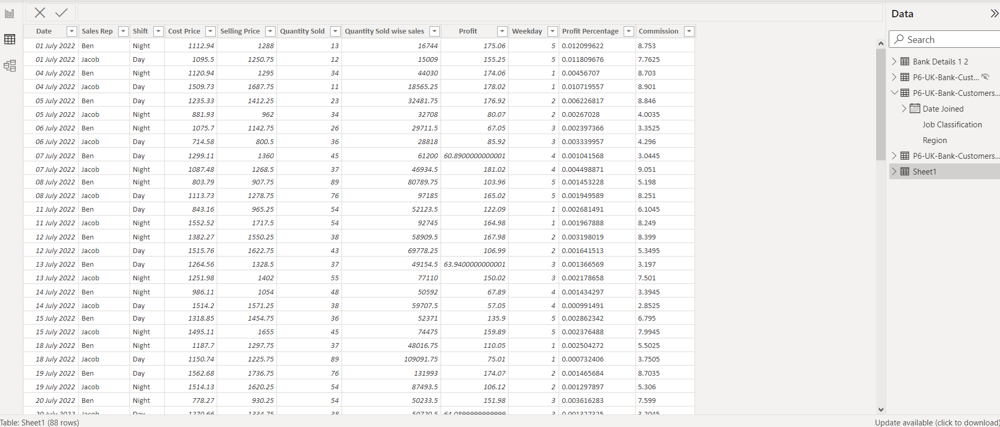 Date Sales Rep Shift Cost Price Selling Price Quantity Sold Quantity Sold wise sales Profit Weekday Profit Percentage Commission
01 July 2022 Ben Night 1112.94 1288 13 16744 175.06 5 0.012099622 8.753
01 July 2022 Jacob Day 1095.5 1250.75 12 15009 155.25 5 0.011809676 7.7625
04 July 2022 Ben Night 1120.94 1295 34 44030 174.06 1 0.00456707 8.703
04 July 2022 Jacob Day 1509.73 1687.75 11 18565.25 178.02 1 0.010719557 8.901
05 July 2022 Ben Day 1235.33 1412.25 23 32481.75 176.92 2 0.006226817 8.846
05 July 2022 Jacob Night 881.93 962 34 32708 80.07 2 0.00267028 4.0035
06 July 2022 Ben Night 1075.7 1142.75 26 29711.5 67.05 3 0.002397366 3.3525
06 July 2022 Jacob Day 714.58 800.5 36 28818 85.92 3 0.003339957 4.296
07 July 2022 Ben Day 1299.11 1360 45 61200 60.8900000000001 4 0.001041568 3.0445
07 July 2022 Jacob Night 1087.48 1268.5 37 46934.5 181.02 4 0.004498871 9.051
08 July 2022 Ben Night 803.79 907.75 89 80789.75 103.96 5 0.001453228 5.198
08 July 2022 Jacob Day 1113.73 1278.75 76 97185 165.02 5 0.001949589 8.251
11 July 2022 Ben Day 843.16 965.25 54 52123.5 122.09 1 0.002681491 6.1045
11 July 2022 Jacob Night 1552.52 1717.5 54 92745 164.98 1 0.001967888 8.249
12 July 2022 Ben Night 1382.27 1550.25 38 58909.5 167.98 2 0.003198019 8.399
12 July 2022 Jacob Day 1515.76 1622.75 43 69778.25 106.99 2 0.001641513 5.3495
13 July 2022 Ben Day 1264.56 1328.5 37 49154.5 63.9400000000001 3 0.001366569 3.197
13 July 2022 Jacob Night 1251.98 1402 55 77110 150.02 3 0.002178658 7.501
14 July 2022 Ben Night 986.11 1054 48 50592 67.89 4 0.001434297 3.3945
14 July 2022 Jacob Day 1514.2 1571.25 38 59707.5 57.05 4 0.000991491 2.8525
15 July 2022 Ben Day 1318.85 1454.75 36 52371 135.9 5 0.002862342 6.795
15 July 2022 Jacob Night 1495.11 1655 45 74475 159.89 5 0.002376488 7.9945
18 July 2022 Ben Night 1187.7 1297.75 37 48016.75 110.05 1 0.002504272 5.5025
18 July 2022 Jacob Day 1150.74 1225.75 89 109091.75 75.01 1 0.000732406 3.7505
19 July 2022 Ben Day 1562.68 1736.75 76 131993 174.07 2 0.001465684 8.7035
19 July 2022 Jacob Night 1514.13 1620.25 54 87493.5 106.12 2 0.001297897 5.306
20 July 2022 Ben Night 778.27 930.25 54 50233.5 151.98 3 0.003616283 7.599
20 July 2022 Jacob Day
Table: Sheet1 (88 rows)
Data
Search
Bank Details 1 2
P6-UK-Bank-Cust...
P6-UK-Bank-Customers...
Date Joined
Job Classification
Region
P6-UK-Bank-Customers...
Sheet1
Update available (click to download)